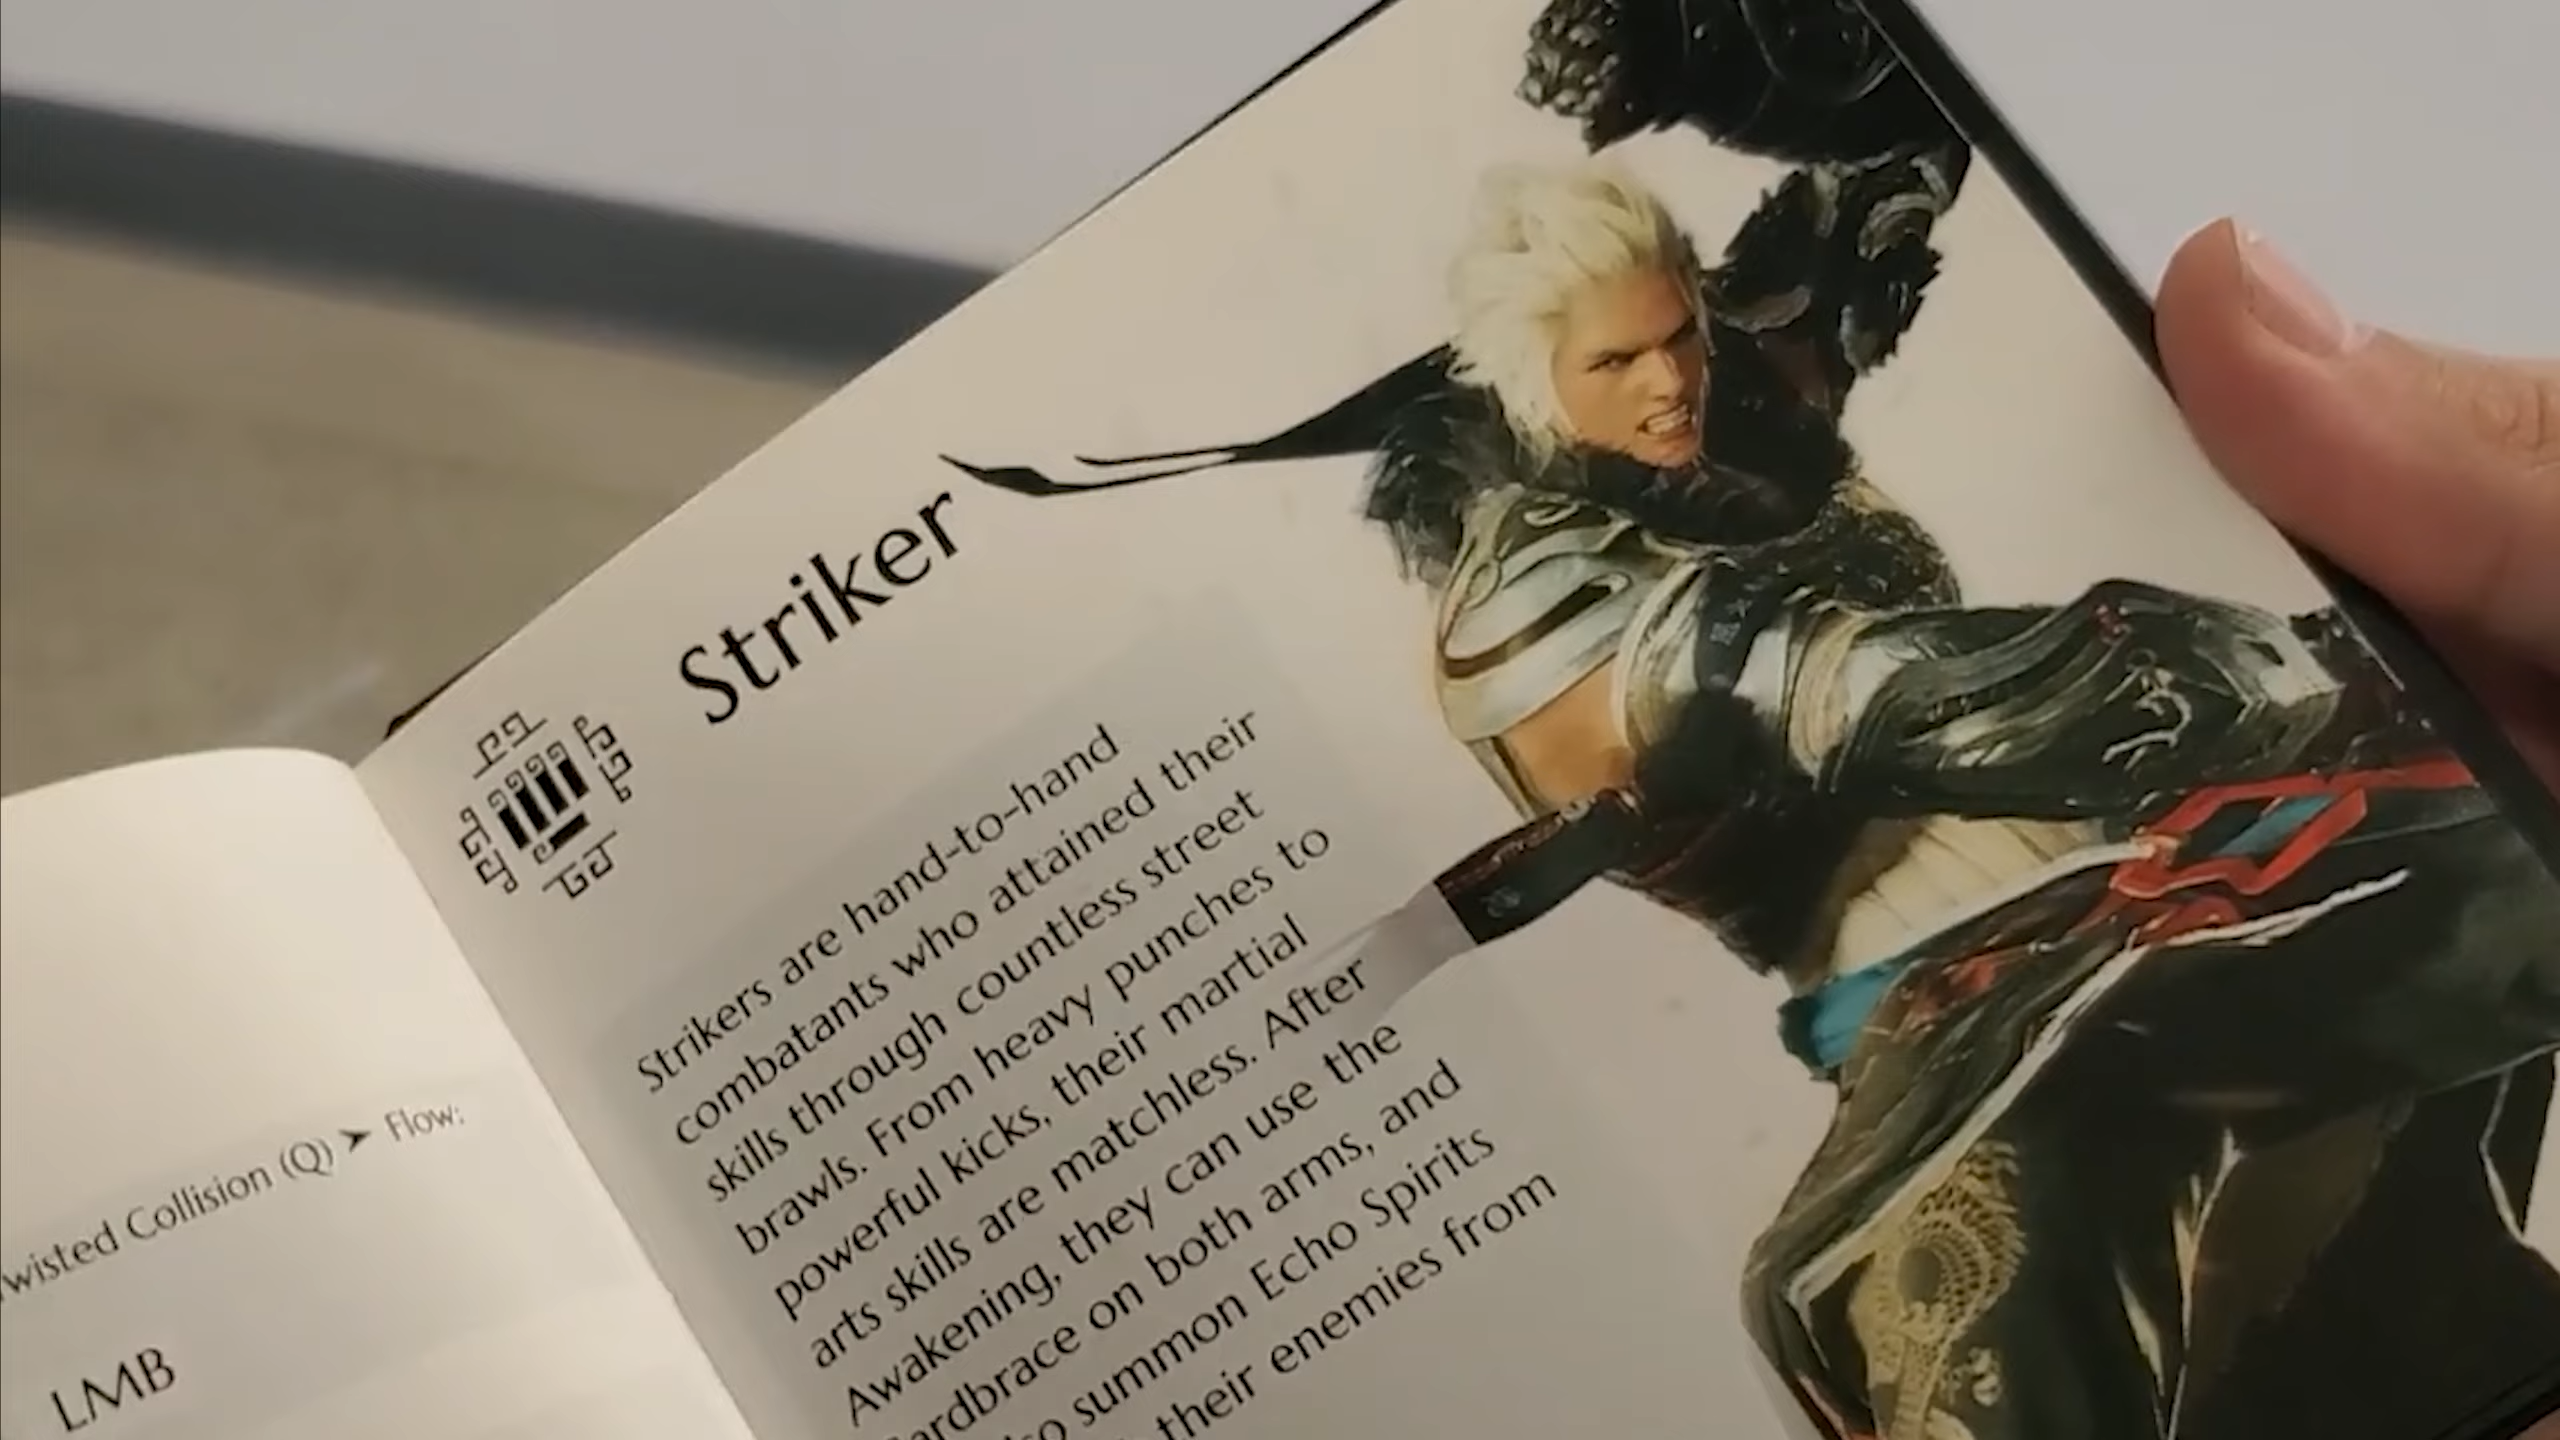 Collision (Q) ➤ Flow:
LMB
Striker
Strikers are hand-to-hand
combatants who attained their
skills through countless street
brawls. From heavy punches to
powerful kicks, their martial
arts skills are matchless. After
Awakening, they can use the
on both arms, and
summon Echo Spirits
their enemies from